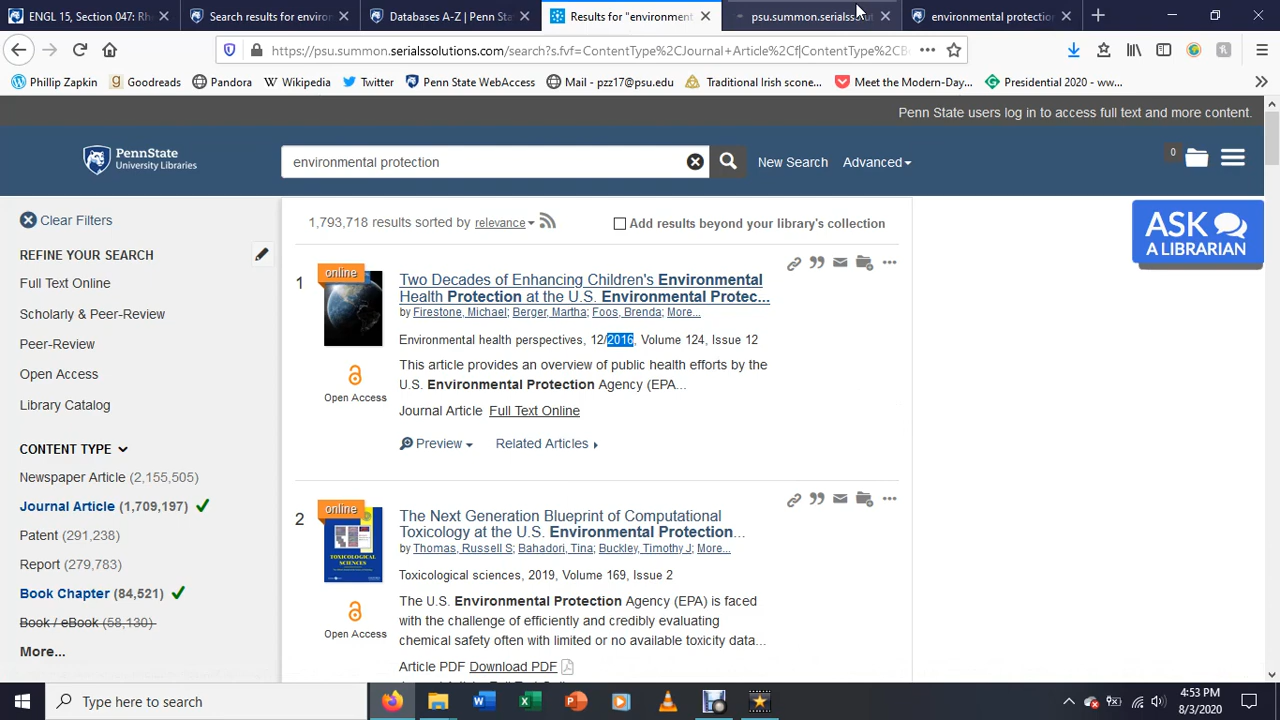 ENGL 15, Section 047: Rh
Search results for environ
Databases A-Z | Penn Stat
Results for "environment
psu.summon.serialssolut
environmental protection
https://psu.summon.serialssolutions.com/search?s.fvf=ContentType%2CJournal+Article%2Cf|ContentType%2CB
Phillip Zapkin
Goodreads
Pandora
Wikipedia
Twitter
Penn State WebAccess
Mail - pzz17@psu.edu
Traditional Irish scone...
Meet the Modern-Day...
Presidential 2020 - ww...
Penn State users log in to access full text and more content.
PennState
University Libraries
environmental protection
New Search
Advanced
0
Clear Filters
REFINE YOUR SEARCH
Full Text Online
Scholarly & Peer-Review
Peer-Review
Open Access
Library Catalog
CONTENT TYPE
Newspaper Article (2,155,505)
Journal Article (1,709,197)
Patent (291,238)
Report (279,783)
Book Chapter (84,521)
Book / eBook (58,130)
More...
1,793,718 results sorted by relevance
Add results beyond your library's collection
ASK
A LIBRARIAN
1
online
Two Decades of Enhancing Children's Environmental
Health Protection at the U.S. Environmental Protec...
by Firestone, Michael; Berger, Martha; Foos, Brenda; More...
Environmental health perspectives, 12/2016, Volume 124, Issue 12
This article provides an overview of public health efforts by the
U.S. Environmental Protection Agency (EPA...
Open Access
Journal Article Full Text Online
Preview
Related Articles
2
online
TOXICOLOGICAL
SCIENCES
The Next Generation Blueprint of Computational
Toxicology at the U.S. Environmental Protection...
by Thomas, Russell S; Bahadori, Tina; Buckley, Timothy J; More...
Toxicological sciences, 2019, Volume 169, Issue 2
The U.S. Environmental Protection Agency (EPA) is faced
with the challenge of efficiently and credibly evaluating
chemical safety often with limited or no available toxicity data...
Open Access
Article PDF Download PDF
Type here to search
4:53 PM
8/3/2020